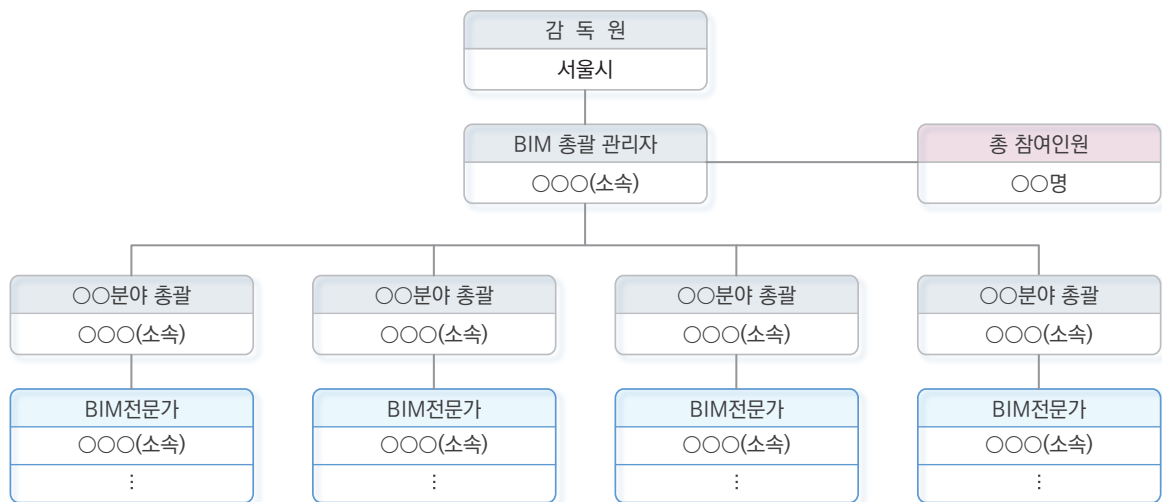 감 독 원
서울시
BIM 총괄 관리자
○○○(소속)
총 참여인원
○○명
○○분야 총괄
○○○(소속)
○○분야 총괄
○○○(소속)
○○분야 총괄
○○○(소속)
○○분야 총괄
○○○(소속)
BIM전문가
○○○(소속)
⋮
BIM전문가
○○○(소속)
⋮
BIM전문가
○○○(소속)
⋮
BIM전문가
○○○(소속)
⋮